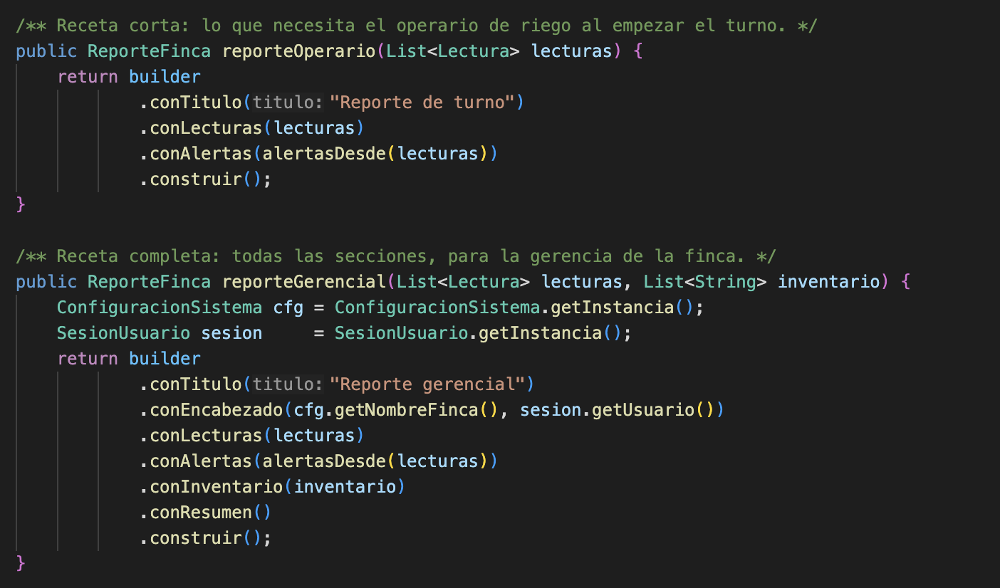 /** Receta corta: lo que necesita el operario de riego al empezar el turno. */
public ReporteFinca reporteOperario(List<Lectura> lecturas) {
    return builder
            .conTitulo(titulo: "Reporte de turno")
            .conLecturas(lecturas)
            .conAlertas(alertasDesde(lecturas))
            .construir();
}

/** Receta completa: todas las secciones, para la gerencia de la finca. */
public ReporteFinca reporteGerencial(List<Lectura> lecturas, List<String> inventario) {
    ConfiguracionSistema cfg = ConfiguracionSistema.getInstancia();
    SesionUsuario sesion     = SesionUsuario.getInstancia();
    return builder
            .conTitulo(titulo: "Reporte gerencial")
            .conEncabezado(cfg.getNombreFinca(), sesion.getUsuario())
            .conLecturas(lecturas)
            .conAlertas(alertasDesde(lecturas))
            .conInventario(inventario)
            .conResumen()
            .construir();
}